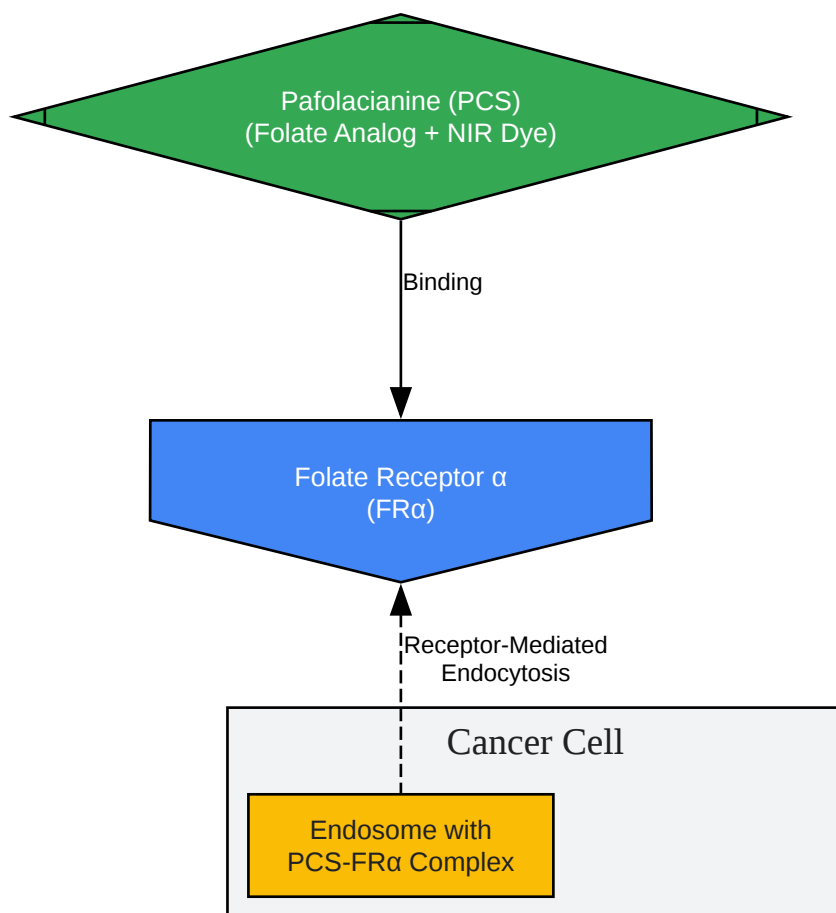 Pafolacianine (PCS)
(Folate Analog + NIR Dye)
Binding
Folate Receptor α
(FRα)
Receptor-Mediated
Endocytosis
Cancer Cell
Endosome with
PCS-FRα Complex